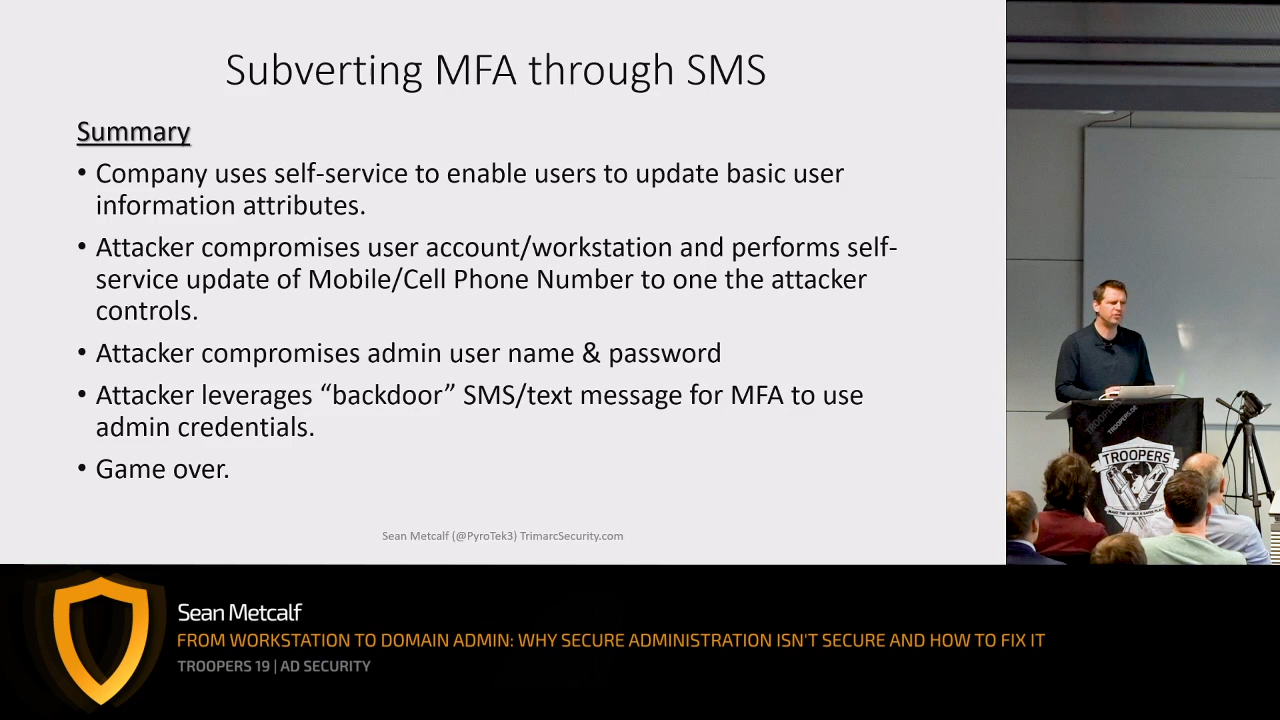 Subverting MFA through SMS
Summary
• Company uses self-service to enable users to update basic user
information attributes.
• Attacker compromises user account/workstation and performs self-
service update of Mobile/Cell Phone Number to one the attacker
controls.
• Attacker compromises admin user name & password
• Attacker leverages “backdoor” SMS/text message for MFA to use
admin credentials.
• Game over.
Sean Metcalf (@PyroTek3) TrimarcSecurity.com
TROOPERS
Sean Metcalf
FROM WORKSTATION TO DOMAIN ADMIN: WHY SECURE ADMINISTRATION ISN'T SECURE AND HOW TO FIX IT
TROOPERS 19 | AD SECURITY